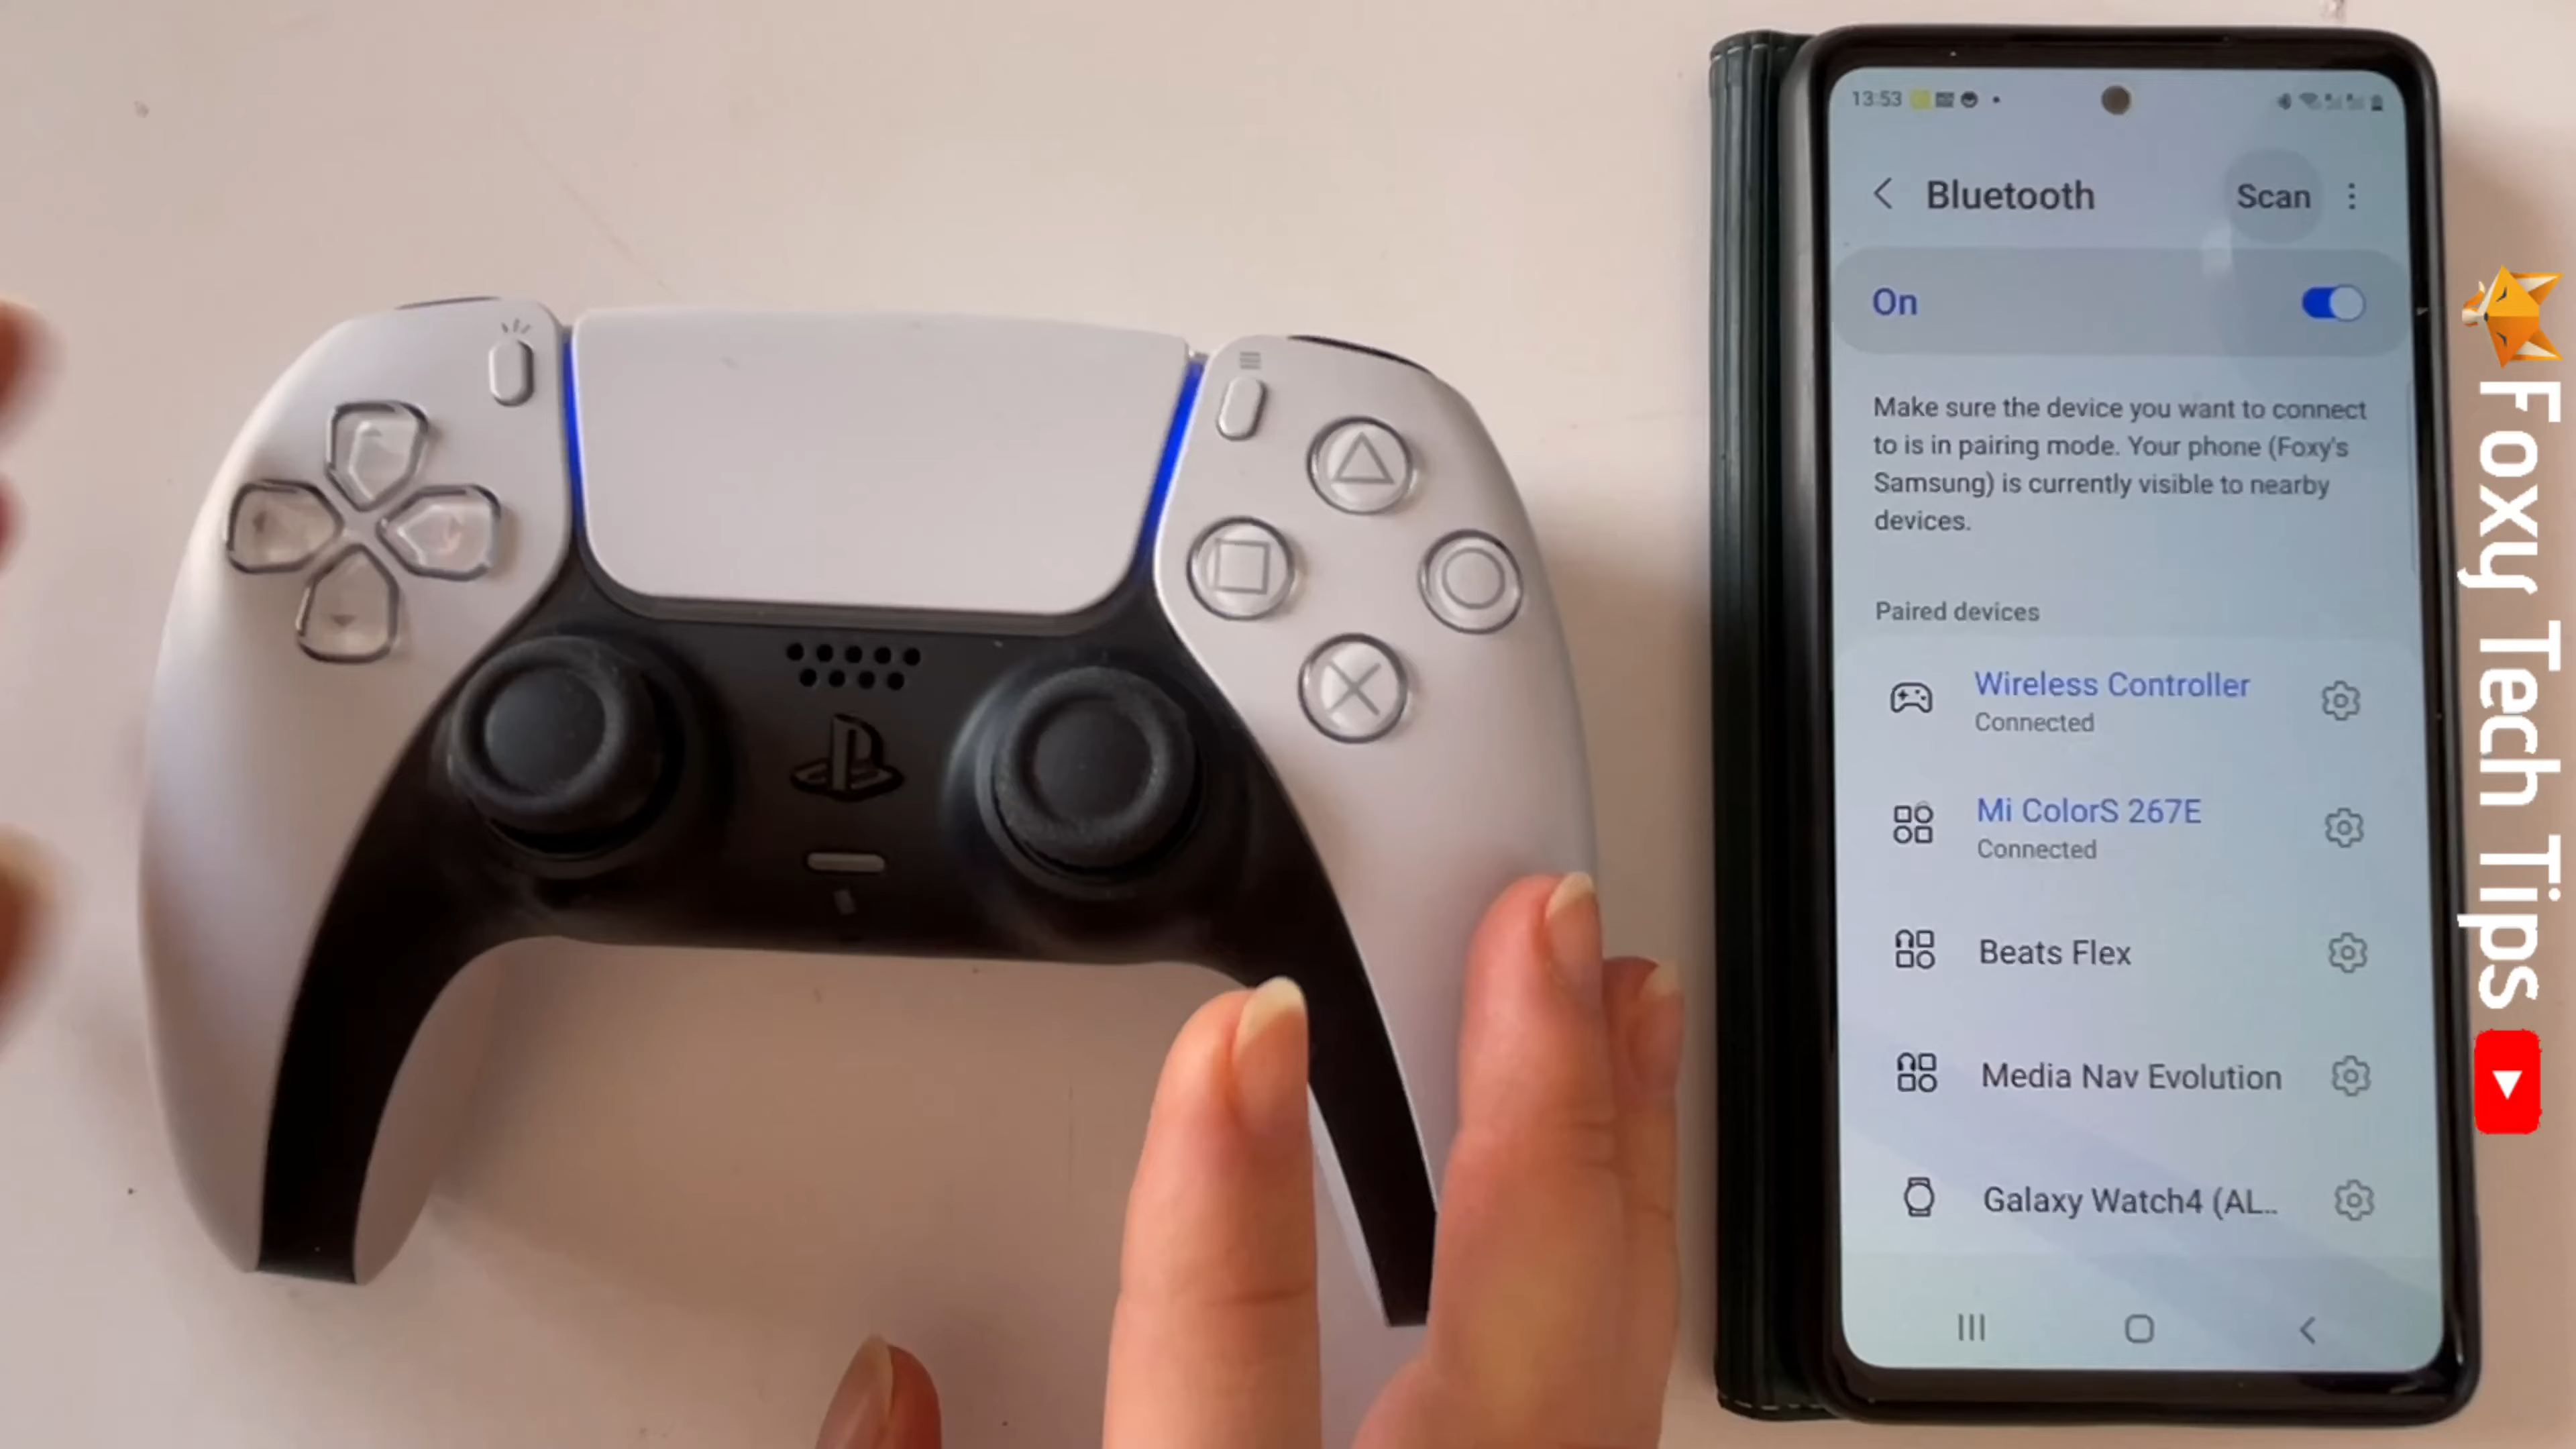 13:53
Bluetooth
Scan
On
Make sure the device you want to connect
to is in pairing mode. Your phone (Foxy's
Samsung) is currently visible to nearby
devices.
Paired devices
Wireless Controller
Connected
Mi ColorS 267E
Connected
Beats Flex
Media Nav Evolution
Galaxy Watch4 (AL..
Foxy Tech Tips